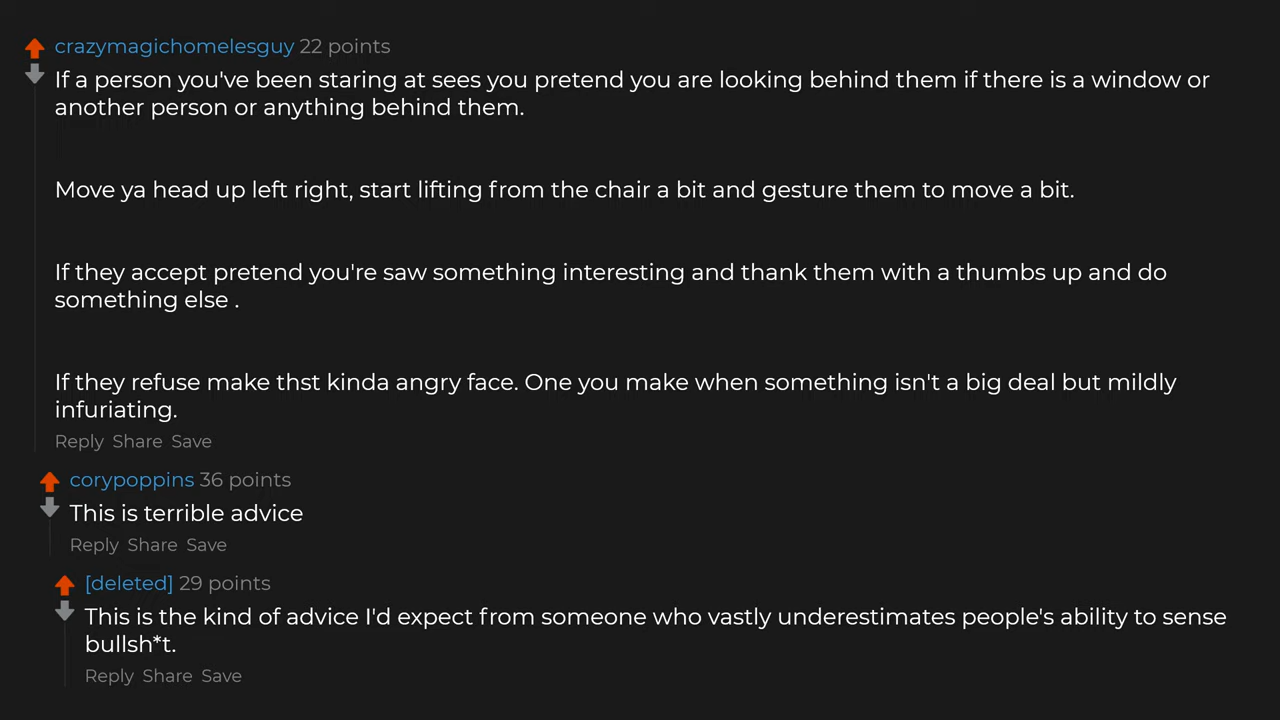 crazymagichomelesguy 22 points
If a person you've been staring at sees you pretend you are looking behind them if there is a window or
another person or anything behind them.
Move ya head up left right, start lifting from the chair a bit and gesture them to move a bit.
If they accept pretend you're saw something interesting and thank them with a thumbs up and do
something else .
If they refuse make thst kinda angry face. One you make when something isn't a big deal but mildly
infuriating.
Reply Share Save
corypoppins 36 points
This is terrible advice
Reply Share Save
[deleted] 29 points
This is the kind of advice I'd expect from someone who vastly underestimates people's ability to sense
bullsh*t.
Reply Share Save